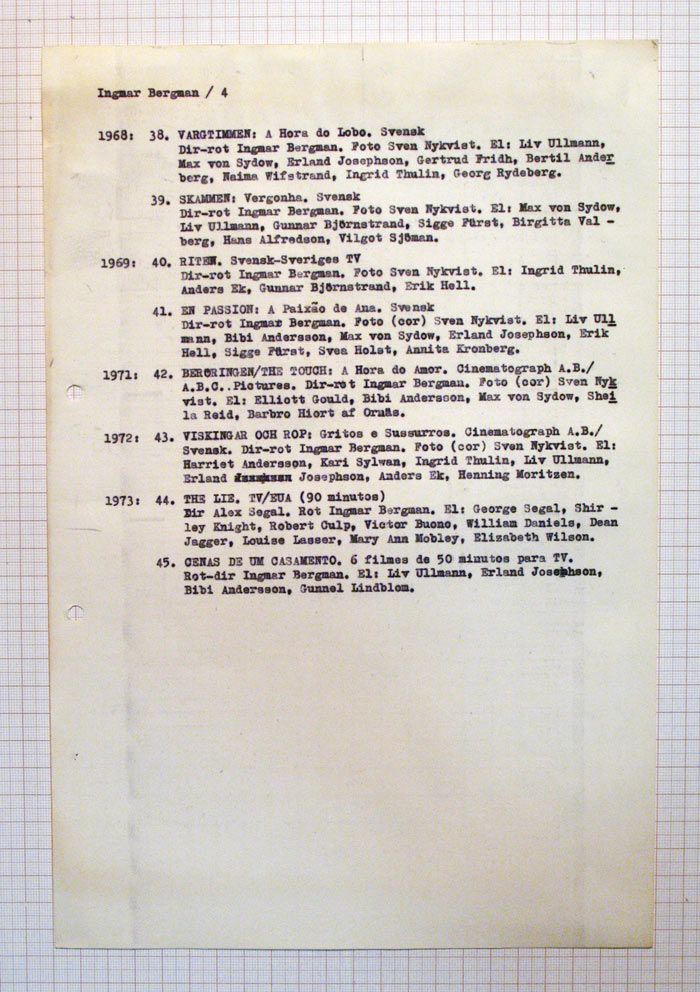 Ingmar Bergman / 4
1968: 38. VARGTIMMEN: A Hora do Lobo. Svensk
Dir-rot Ingmar Bergman. Foto Sven Nykvist. El: Liv Ullmann,
Max von Sydow, Erland Josephson, Gertrud Fridh, Bertil Ander
berg, Naima Wifstrand, Ingrid Thulin, Georg Rydeberg.
39. SKAMMEN: Vergonha. Svensk
Dir-rot Ingmar Bergman. Foto Sven Nykvist. El: Max von Sydow,
Liv Ullmann, Gunnar Björnstrand, Sigge Fürst, Birgitta Val -
berg, Hans Alfredson, Vilgot Sjöman.
1969: 40. RITEN. Svensk-Sveriges TV
Dir-rot Ingmar Bergman. Foto Sven Nykvist. El: Ingrid Thulin,
Anders Ek, Gunnar Björnstrand, Erik Hell.
41. EN PASSION: A Paixão de Ana. Svensk
Dir-rot Ingmar Bergman. Foto (cor) Sven Nykvist. El: Liv Ull
mann, Bibi Andersson, Max von Sydow, Erland Josephson, Erik
Hell, Sigge Fürst, Svea Holst, Annita Kronberg.
1971: 42. BERÖRINGEN/THE TOUCH: A Hora do Amor. Cinematograph A.B./
A.B.C..Pictures. Dir-rot Ingmar Bergman. Foto (cor) Sven Nyk
vist. El: Elliott Gould, Bibi Andersson, Max von Sydow, Shei
la Reid, Barbro Hiort af Ornäs.
1972: 43. VISKINGAR OCH ROP: Gritos e Sussurros. Cinematograph A.B./
Svensk. Dir-rot Ingmar Bergman. Foto (cor) Sven Nykvist. El:
Harriet Andersson, Kari Sylwan, Ingrid Thulin, Liv Ullmann,
Erland Josephson, Anders Ek, Henning Moritzen.
1973: 44. THE LIE. TV/EUA (90 minutos)
Dir Alex Segal. Rot Ingmar Bergman. El: George Segal, Shir -
ley Knight, Robert Culp, Victor Buono, William Daniels, Dean
Jagger, Louise Lasser, Mary Ann Mobley, Elizabeth Wilson.
45. CENAS DE UM CASAMENTO. 6 filmes de 50 minutos para TV.
Rot-dir Ingmar Bergman. El: Liv Ullmann, Erland Josephson,
Bibi Andersson, Gunnel Lindblom.